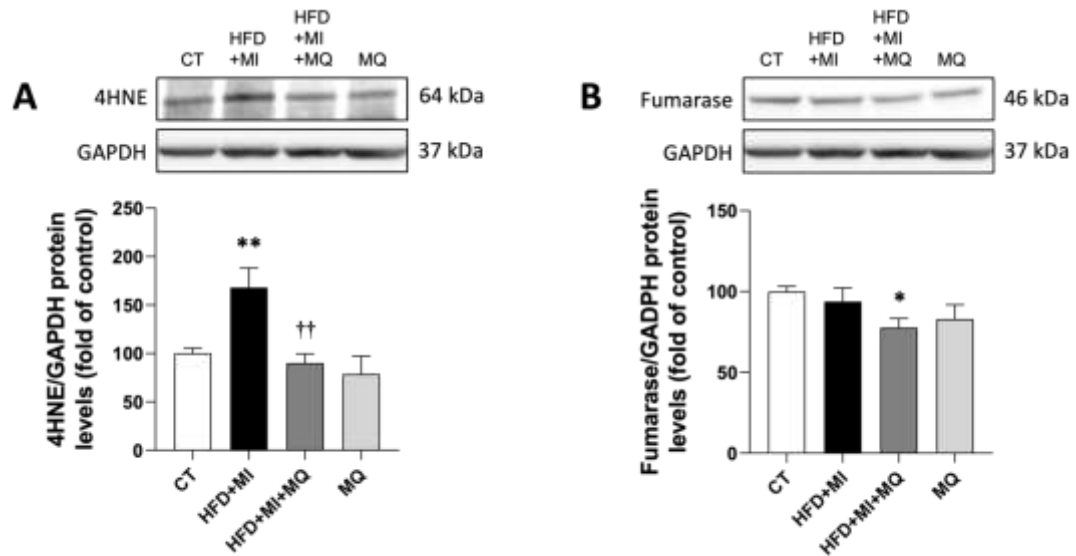 A
CT
HFD
+MI
HFD
+MI
+MQ
MQ
4HNE
64 kDa
GAPDH
37 kDa
4HNE/GAPDH protein
levels (fold of control)
250
200
150
100
50
0
**
††
CT
HFD+MI
HFD+MI+MQ
MQ
B
CT
HFD
+MI
HFD
+MI
+MQ
MQ
Fumarase
46 kDa
GAPDH
37 kDa
Fumarase/GADPH protein
levels (fold of control)
150
100
50
0
*
CT
HFD+MI
HFD+MI+MQ
MQ